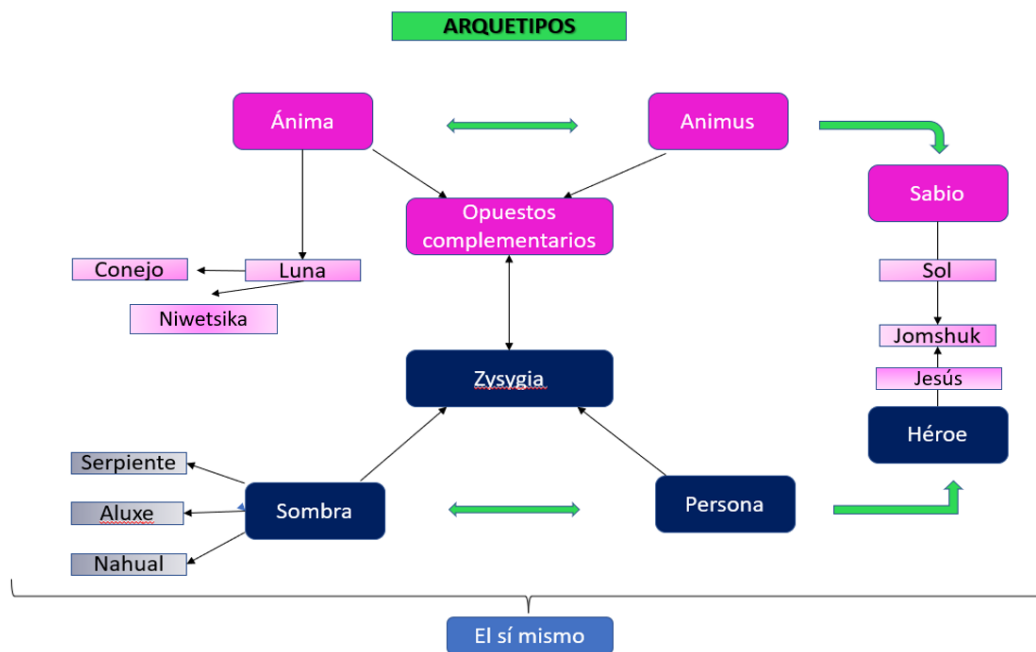 ARQUETIPOS
Ánima
Animus
Sabio
Opuestos
complementarios
Conejo
Luna
Sol
Niwetsika
Jomshuk
Zysygia
Jesús
Héroe
Serpiente
Aluxe
Sombra
Persona
Nahual
El sí mismo